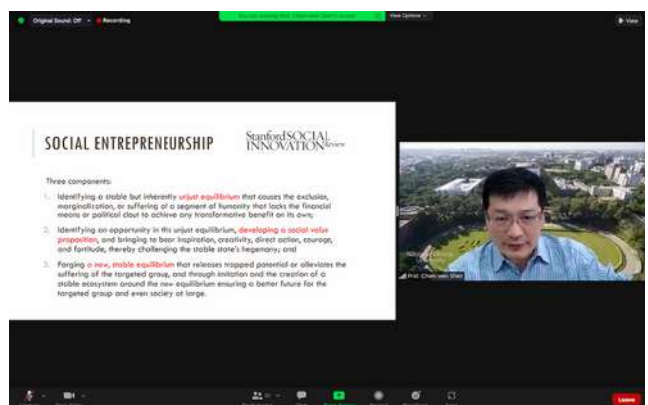 Original Sound: Off
Recording
View Options
View
SOCIAL ENTREPRENEURSHIP
Stanford SOCIAL
INNOVATION Review
Three components:
1. Identifying a stable but inherently unjust equilibrium that causes the exclusion,
marginalization, or suffering of a segment of humanity that lacks the financial
means or political clout to achieve any transformative benefit on its own;
2. Identifying an opportunity in this unjust equilibrium, developing a social value
proposition, and bringing to bear inspiration, creativity, direct action, courage,
and fortitude, thereby challenging the stable state's hegemony; and
3. Forging a new, stable equilibrium that releases trapped potential or alleviates the
suffering of the targeted group, and through imitation and the creation of a
stable ecosystem around the new equilibrium ensuring a better future for the
targeted group and even society at large.
Prof.
Leave